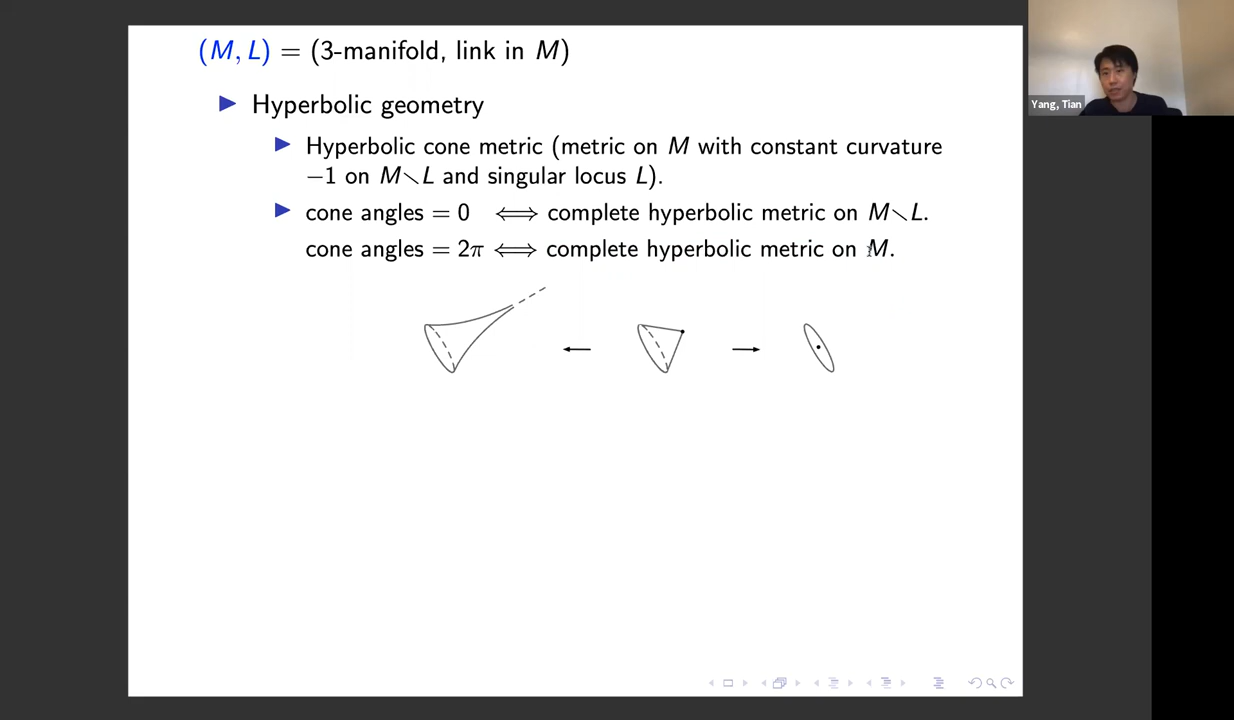 (M, L) = (3-manifold, link in M)
Hyperbolic geometry
Hyperbolic cone metric (metric on M with constant curvature
−1 on M∖L and singular locus L).
cone angles = 0 ⟺ complete hyperbolic metric on M∖L.
cone angles = 2π ⟺ complete hyperbolic metric on M.
Yang, Tian